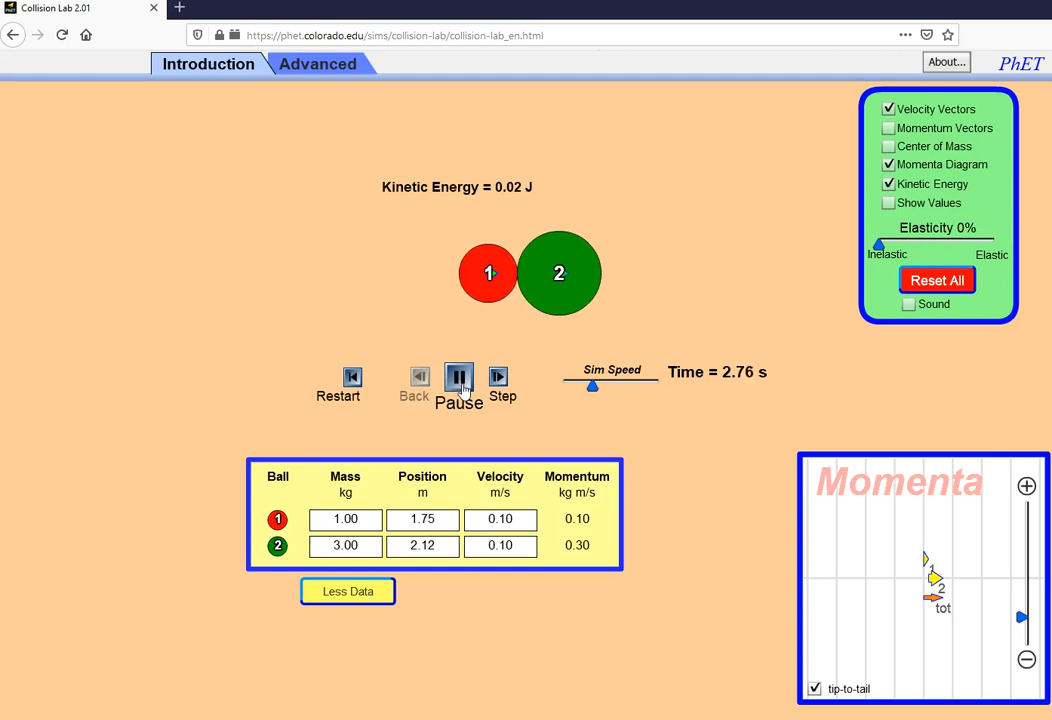 Collision Lab 2.01
https://phet.colorado.edu/sims/collision-lab/collision-lab_en.html
Introduction
Advanced
About...
PhET
Velocity Vectors
Momentum Vectors
Center of Mass
Momenta Diagram
Kinetic Energy
Show Values
Elasticity 0%
Inelastic
Elastic
Reset All
Sound
Kinetic Energy = 0.02 J
1
2
Restart
Back
Pause
Step
Sim Speed
Time = 2.76 s
Ball Mass Position Velocity Momentum
kg m m/s kg m/s
1 1.00 1.75 0.10 0.10
2 3.00 2.12 0.10 0.30
Less Data
Momenta
1
2
tot
tip-to-tail